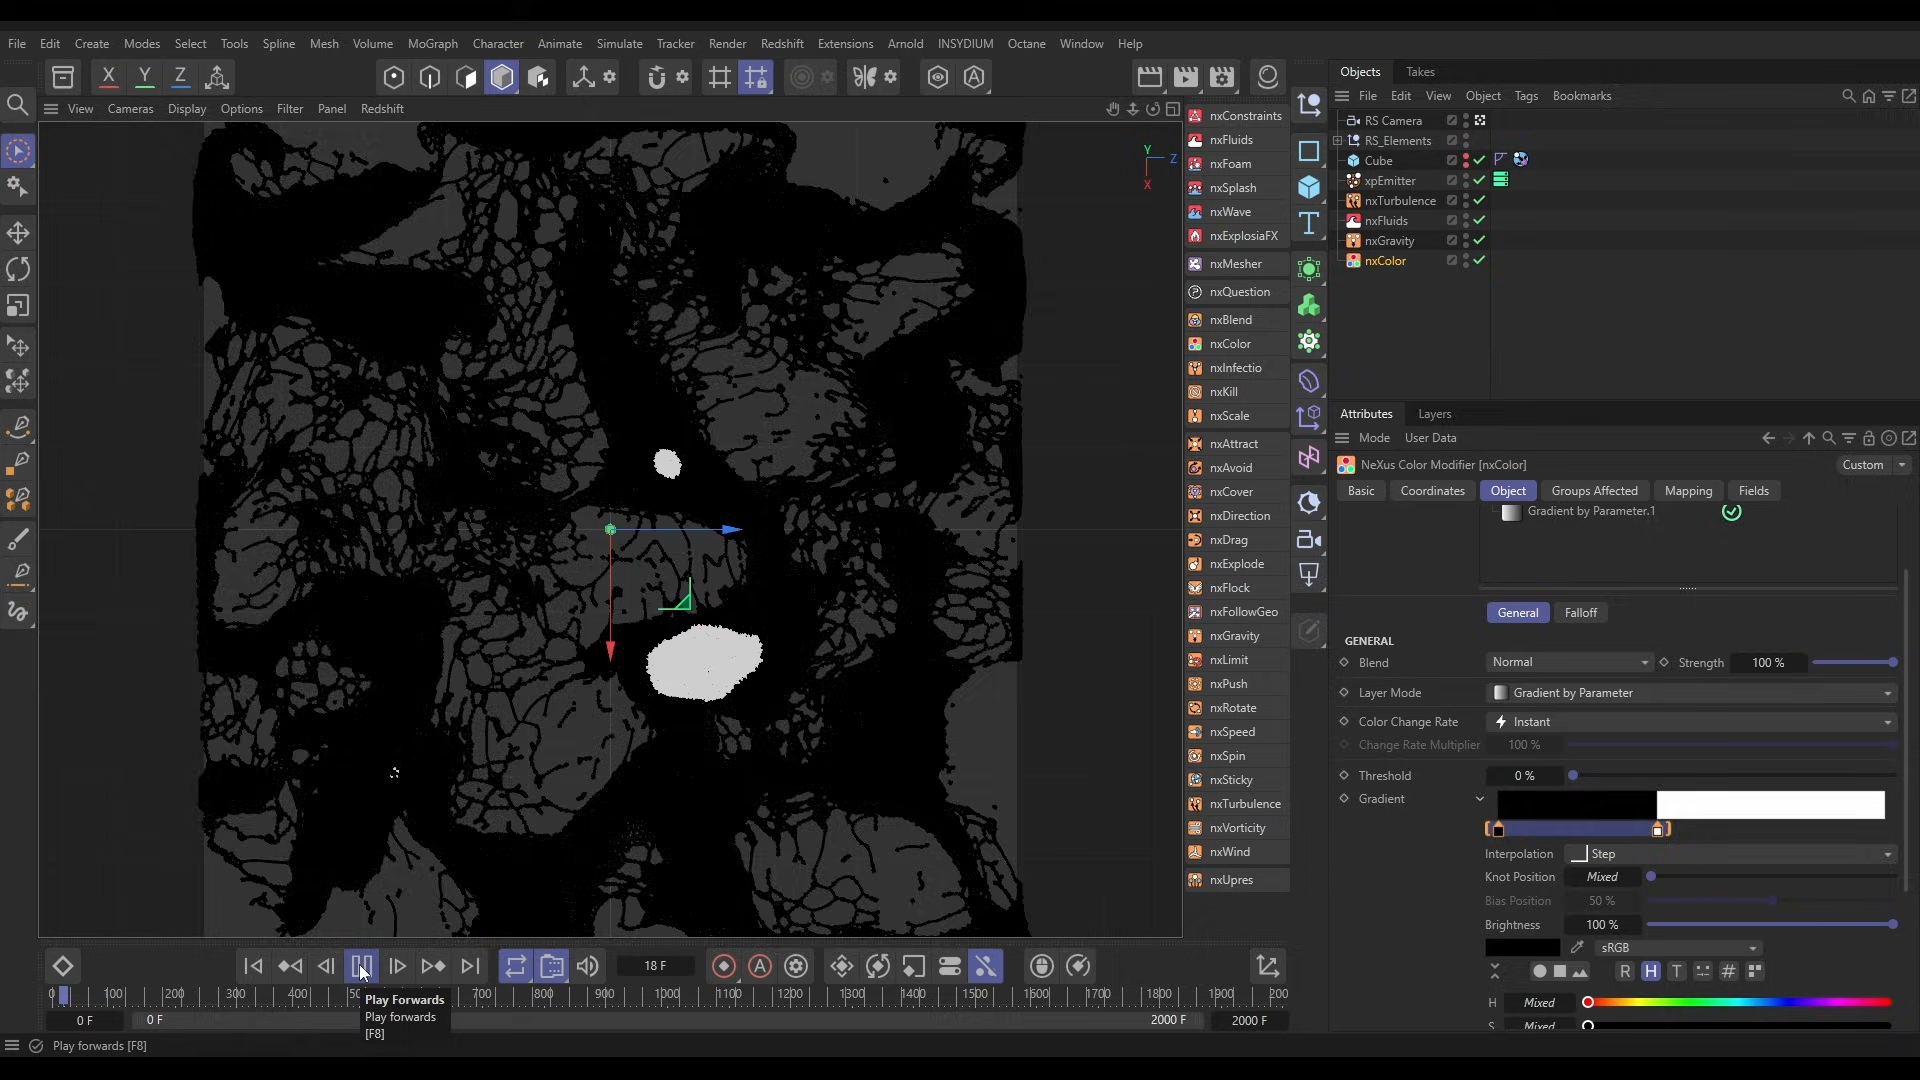 File Edit Create Modes Select Tools Spline Mesh Volume MoGraph Character Animate Simulate Tracker Render Redshift Extensions Arnold INSYDIUM Octane Window Help
X Y Z
View Cameras Display Options Filter Panel Redshift
Y
Z
X
nxConstraints
nxFluids
nxFoam
nxSplash
nxWave
nxExplosiaFX
nxMesher
nxQuestion
nxBlend
nxColor
nxInfectio
nxKill
nxScale
nxAttract
nxAvoid
nxCover
nxDirection
nxDrag
nxExplode
nxFlock
nxFollowGeo
nxGravity
nxLimit
nxPush
nxRotate
nxSpeed
nxSpin
nxSticky
nxTurbulence
nxVorticity
nxWind
nxUpres
Objects Takes
File Edit View Object Tags Bookmarks
RS Camera
RS_Elements
Cube
xpEmitter
nxTurbulence
nxFluids
nxGravity
nxColor
Attributes Layers
Mode User Data
NeXus Color Modifier [nxColor] Custom
Basic Coordinates Object Groups Affected Mapping Fields
Gradient by Parameter.1
General Falloff
GENERAL
Blend Normal Strength 100 %
Layer Mode Gradient by Parameter
Color Change Rate Instant
Change Rate Multiplier 100 %
Threshold 0 %
Gradient
Interpolation Step
Knot Position Mixed
Bias Position 50 %
Brightness 100 %
sRGB
R H T #
H Mixed
S Mixed
18 F
0 100 200 300 400 50 700 800 900 1000 1100 1200 1300 1400 1500 1600 1700 1800 1900 200
0 F 0 F 2000 F 2000 F
Play Forwards
Play forwards
[F8]
Play forwards [F8]